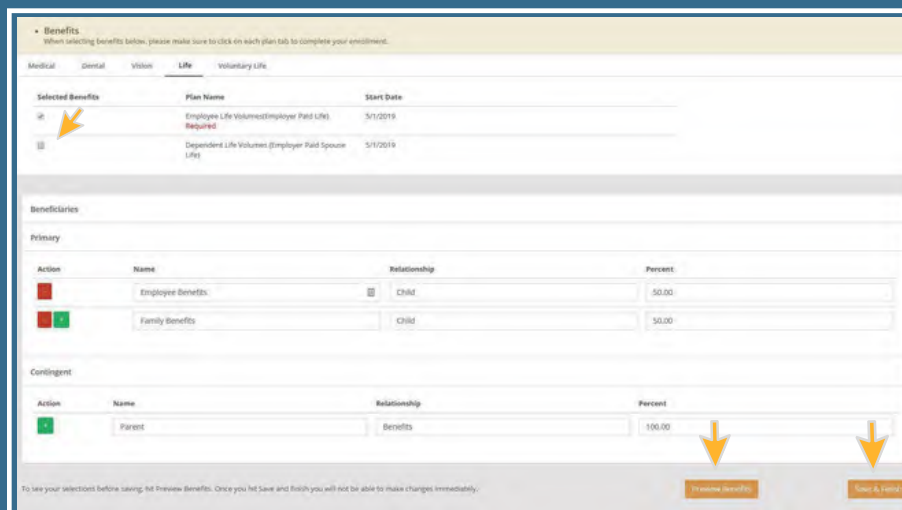 Benefits
When selecting benefits below, please make sure to click on each plan tab to complete your enrollment.
Medical Dental Vision Life Voluntary Life
Selected Benefits Plan Name Start Date
Employee Life Volumes(Employer Paid Life) 5/1/2019
Required
Dependent Life Volumes (Employer Paid Spouse 5/1/2019
Life)
Beneficiaries
Primary
Action Name Relationship Percent
Employee Benefits Child 50.00
Family Benefits Child 50.00
Contingent
Action Name Relationship Percent
+ Parent Benefits 100.00
To see your selections before saving, hit Preview Benefits. Once you hit Save and Finish you will not be able to make changes immediately.
Preview Benefits Save & Finish